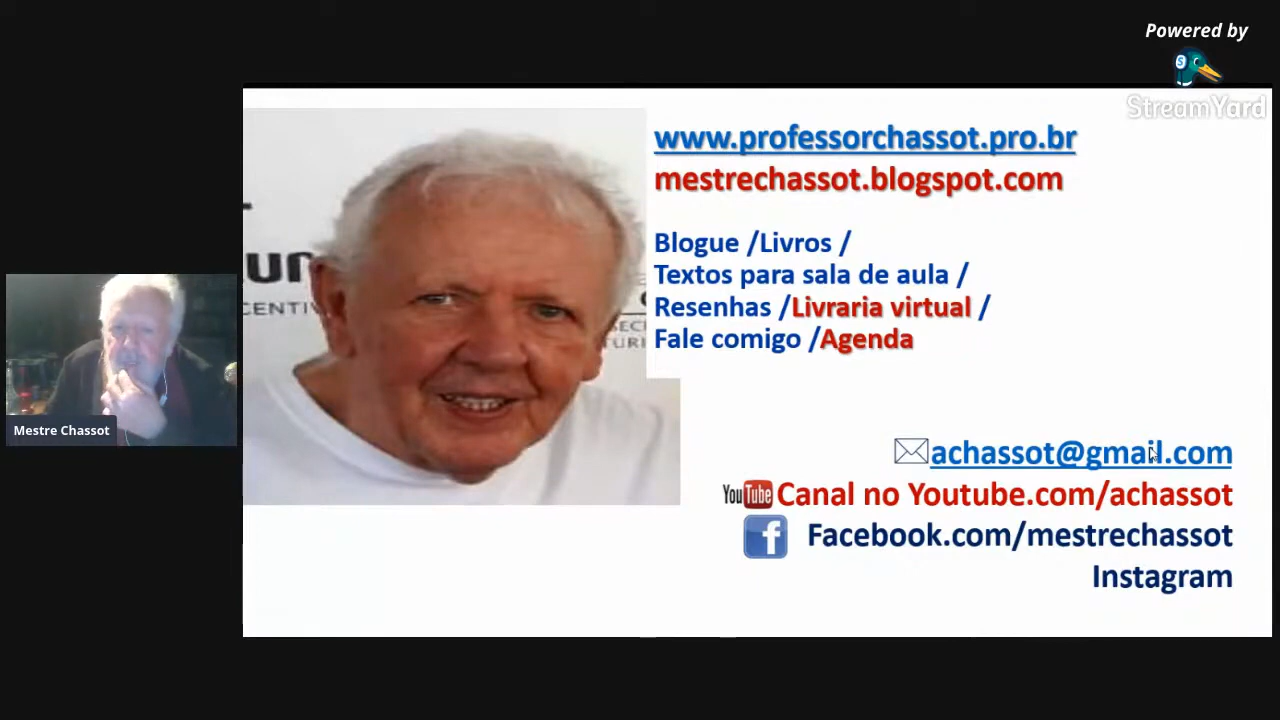 Powered by
StreamYard
www.professorchassot.pro.br
mestrechassot.blogspot.com
Blogue /Livros /
Textos para sala de aula /
Resenhas /Livraria virtual /
Fale comigo /Agenda
achassot@gmail.com
YouTube Canal no Youtube.com/achassot
f Facebook.com/mestrechassot
Instagram
Mestre Chassot